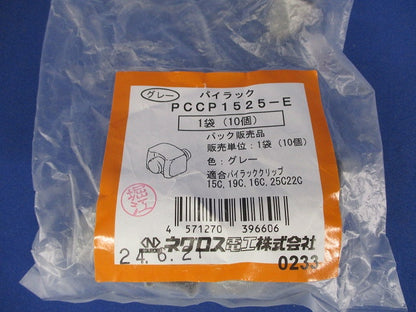 グレー
パイラック
PCCP1525-E
1袋(10個)
パック販売品
販売単位:1袋(10個)
色:グレー
適合パイラッククリップ
15C,19C,16C,25C22C
4 571270 396606
ネグロス電工株式会社
24.6.21
0233